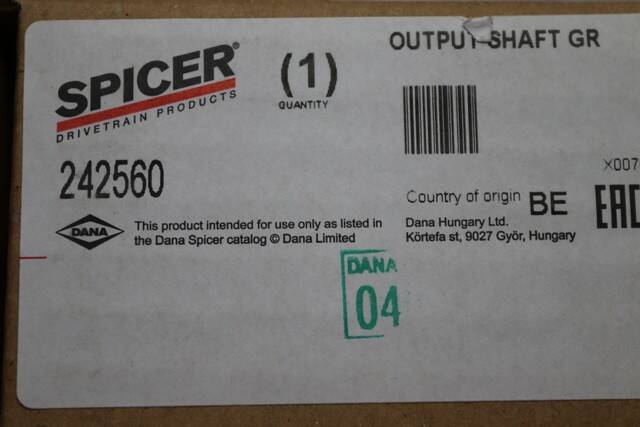 SPICER®
DRIVETRAIN PRODUCTS
(1)
QUANTITY
OUTPUT SHAFT GR
242560
X007
DANA
This product intended for use only as listed in
the Dana Spicer catalog © Dana Limited
Country of origin BE
Dana Hungary Ltd.
Körtefa st, 9027 Győr, Hungary
EAC
DANA
04